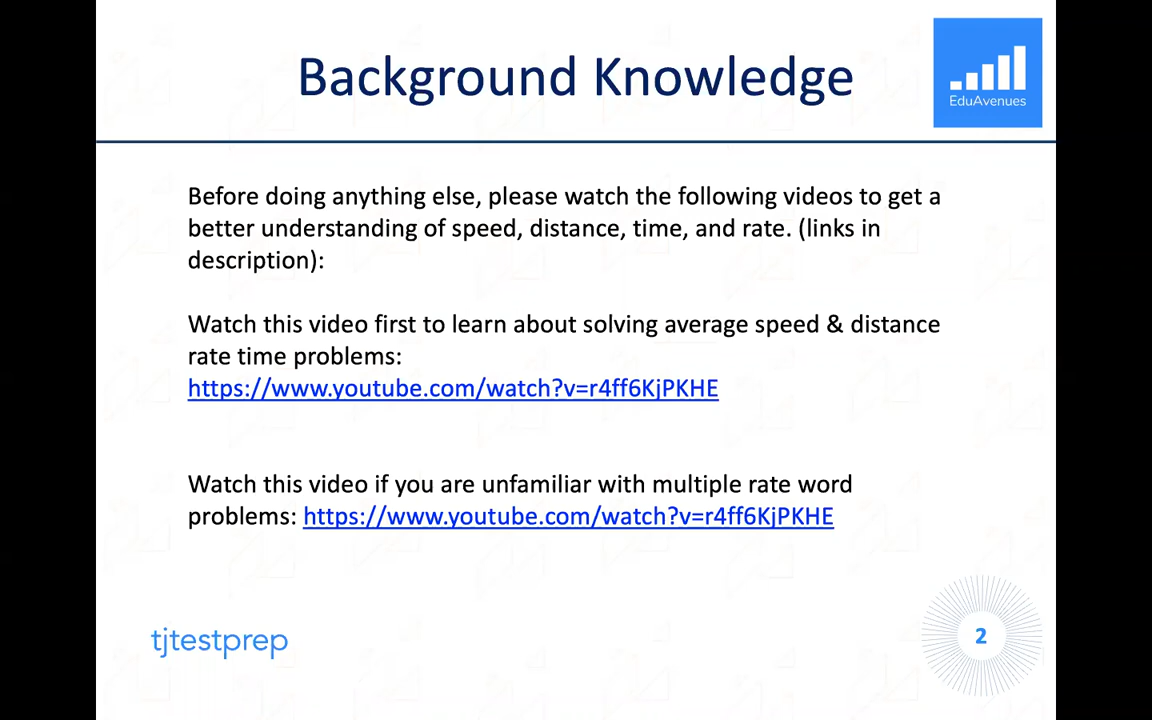 Background Knowledge
EduAvenues
Before doing anything else, please watch the following videos to get a
better understanding of speed, distance, time, and rate. (links in
description):
Watch this video first to learn about solving average speed & distance
rate time problems:
https://www.youtube.com/watch?v=r4ff6KjPKHE
Watch this video if you are unfamiliar with multiple rate word
problems: https://www.youtube.com/watch?v=r4ff6KjPKHE
tjtestprep
2